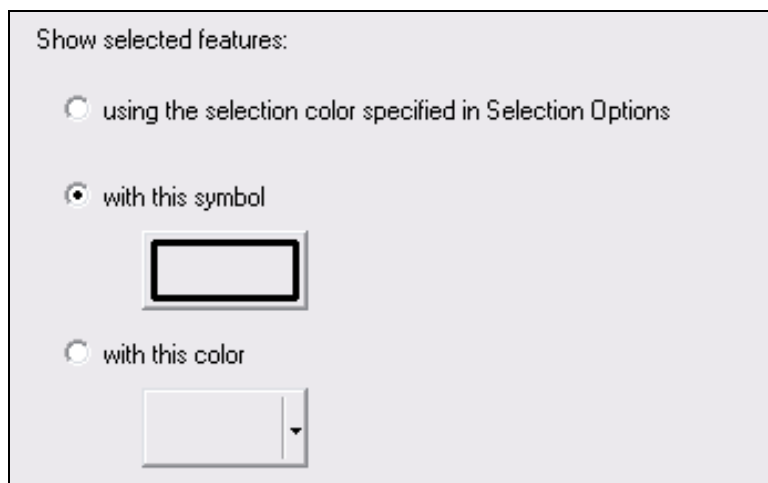 Show selected features:
using the selection color specified in Selection Options
with this symbol
with this color